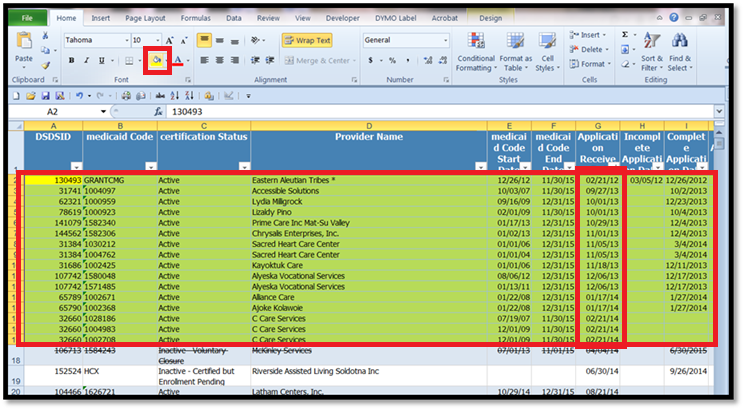 File Home Insert Page Layout Formulas Data Review View Developer DYMO Label Acrobat Design
Tahoma 10 A A Wrap Text General Insert Σ
Paste B I U A Merge & Center $ % , Conditional Formatting Format as Table Cell Styles Delete Format Sort & Filter Find & Select
Clipboard Font Alignment Number Styles Cells Editing
A2 fx 130493
A B C D E F G H I
DSDSID medicaid Code certification Status Provider Name medicai d Code Start medicai d Code End Applicati on Receive Incompl ete Applicati Complet e Applicati
130493 GRANTCMG Active Eastern Aleutian Tribes * 12/26/12 11/30/15 02/21/12 03/05/12 12/26/2012
31741 1004097 Active Accessible Solutions 10/03/07 11/30/15 09/27/13 10/2/2013
62321 1000959 Active Lydia Millgrock 09/16/09 12/31/15 10/01/13 12/23/2013
78619 1000923 Active Lizaldy Pino 02/01/09 11/30/15 10/01/13 10/4/2013
141079 1582340 Active Prime Care Inc Mat-Su Valley 01/17/13 12/31/15 10/29/13 12/4/2013
144562 1582306 Active Chrysalis Enterprises, Inc. 01/02/13 12/31/15 11/01/13 12/4/2013
31384 1030212 Active Sacred Heart Care Center 01/01/06 12/31/15 11/05/13 3/4/2014
31384 1004762 Active Sacred Heart Care Center 01/01/04 12/31/15 11/05/13 3/4/2014
31686 1002425 Active Kayoktuk Care 01/01/06 11/30/15 11/18/13 12/11/2013
107742 1580048 Active Alyeska Vocational Services 08/06/12 12/31/15 12/06/13 12/17/2013
107742 1571485 Active Alyeska Vocational Services 01/13/11 12/31/15 12/06/13 12/17/2013
65789 1002671 Active Alliance Care 01/22/08 12/31/15 01/17/14 1/27/2014
65790 1002368 Active Ajoke Kolawole 01/22/08 12/31/15 01/17/14 1/27/2014
32660 1028186 Active C Care Services 07/19/07 11/30/15 02/21/14
32660 1004983 Active C Care Services 12/01/09 11/30/15 02/21/14
32660 1002708 Active C Care Services 12/01/09 11/30/15 02/21/14
18 106713 1584243 Inactive - Voluntary Closure McKinley Services 07/01/13 11/01/15 04/04/14 6/30/2015
19 152524 HCX Inactive - Certified but Enrollment Pending Riverside Assisted Living Soldotna Inc 06/30/14 9/26/2014
20 104466 1626721 Active Latham Centers, Inc. 10/29/14 12/31/15 08/21/14